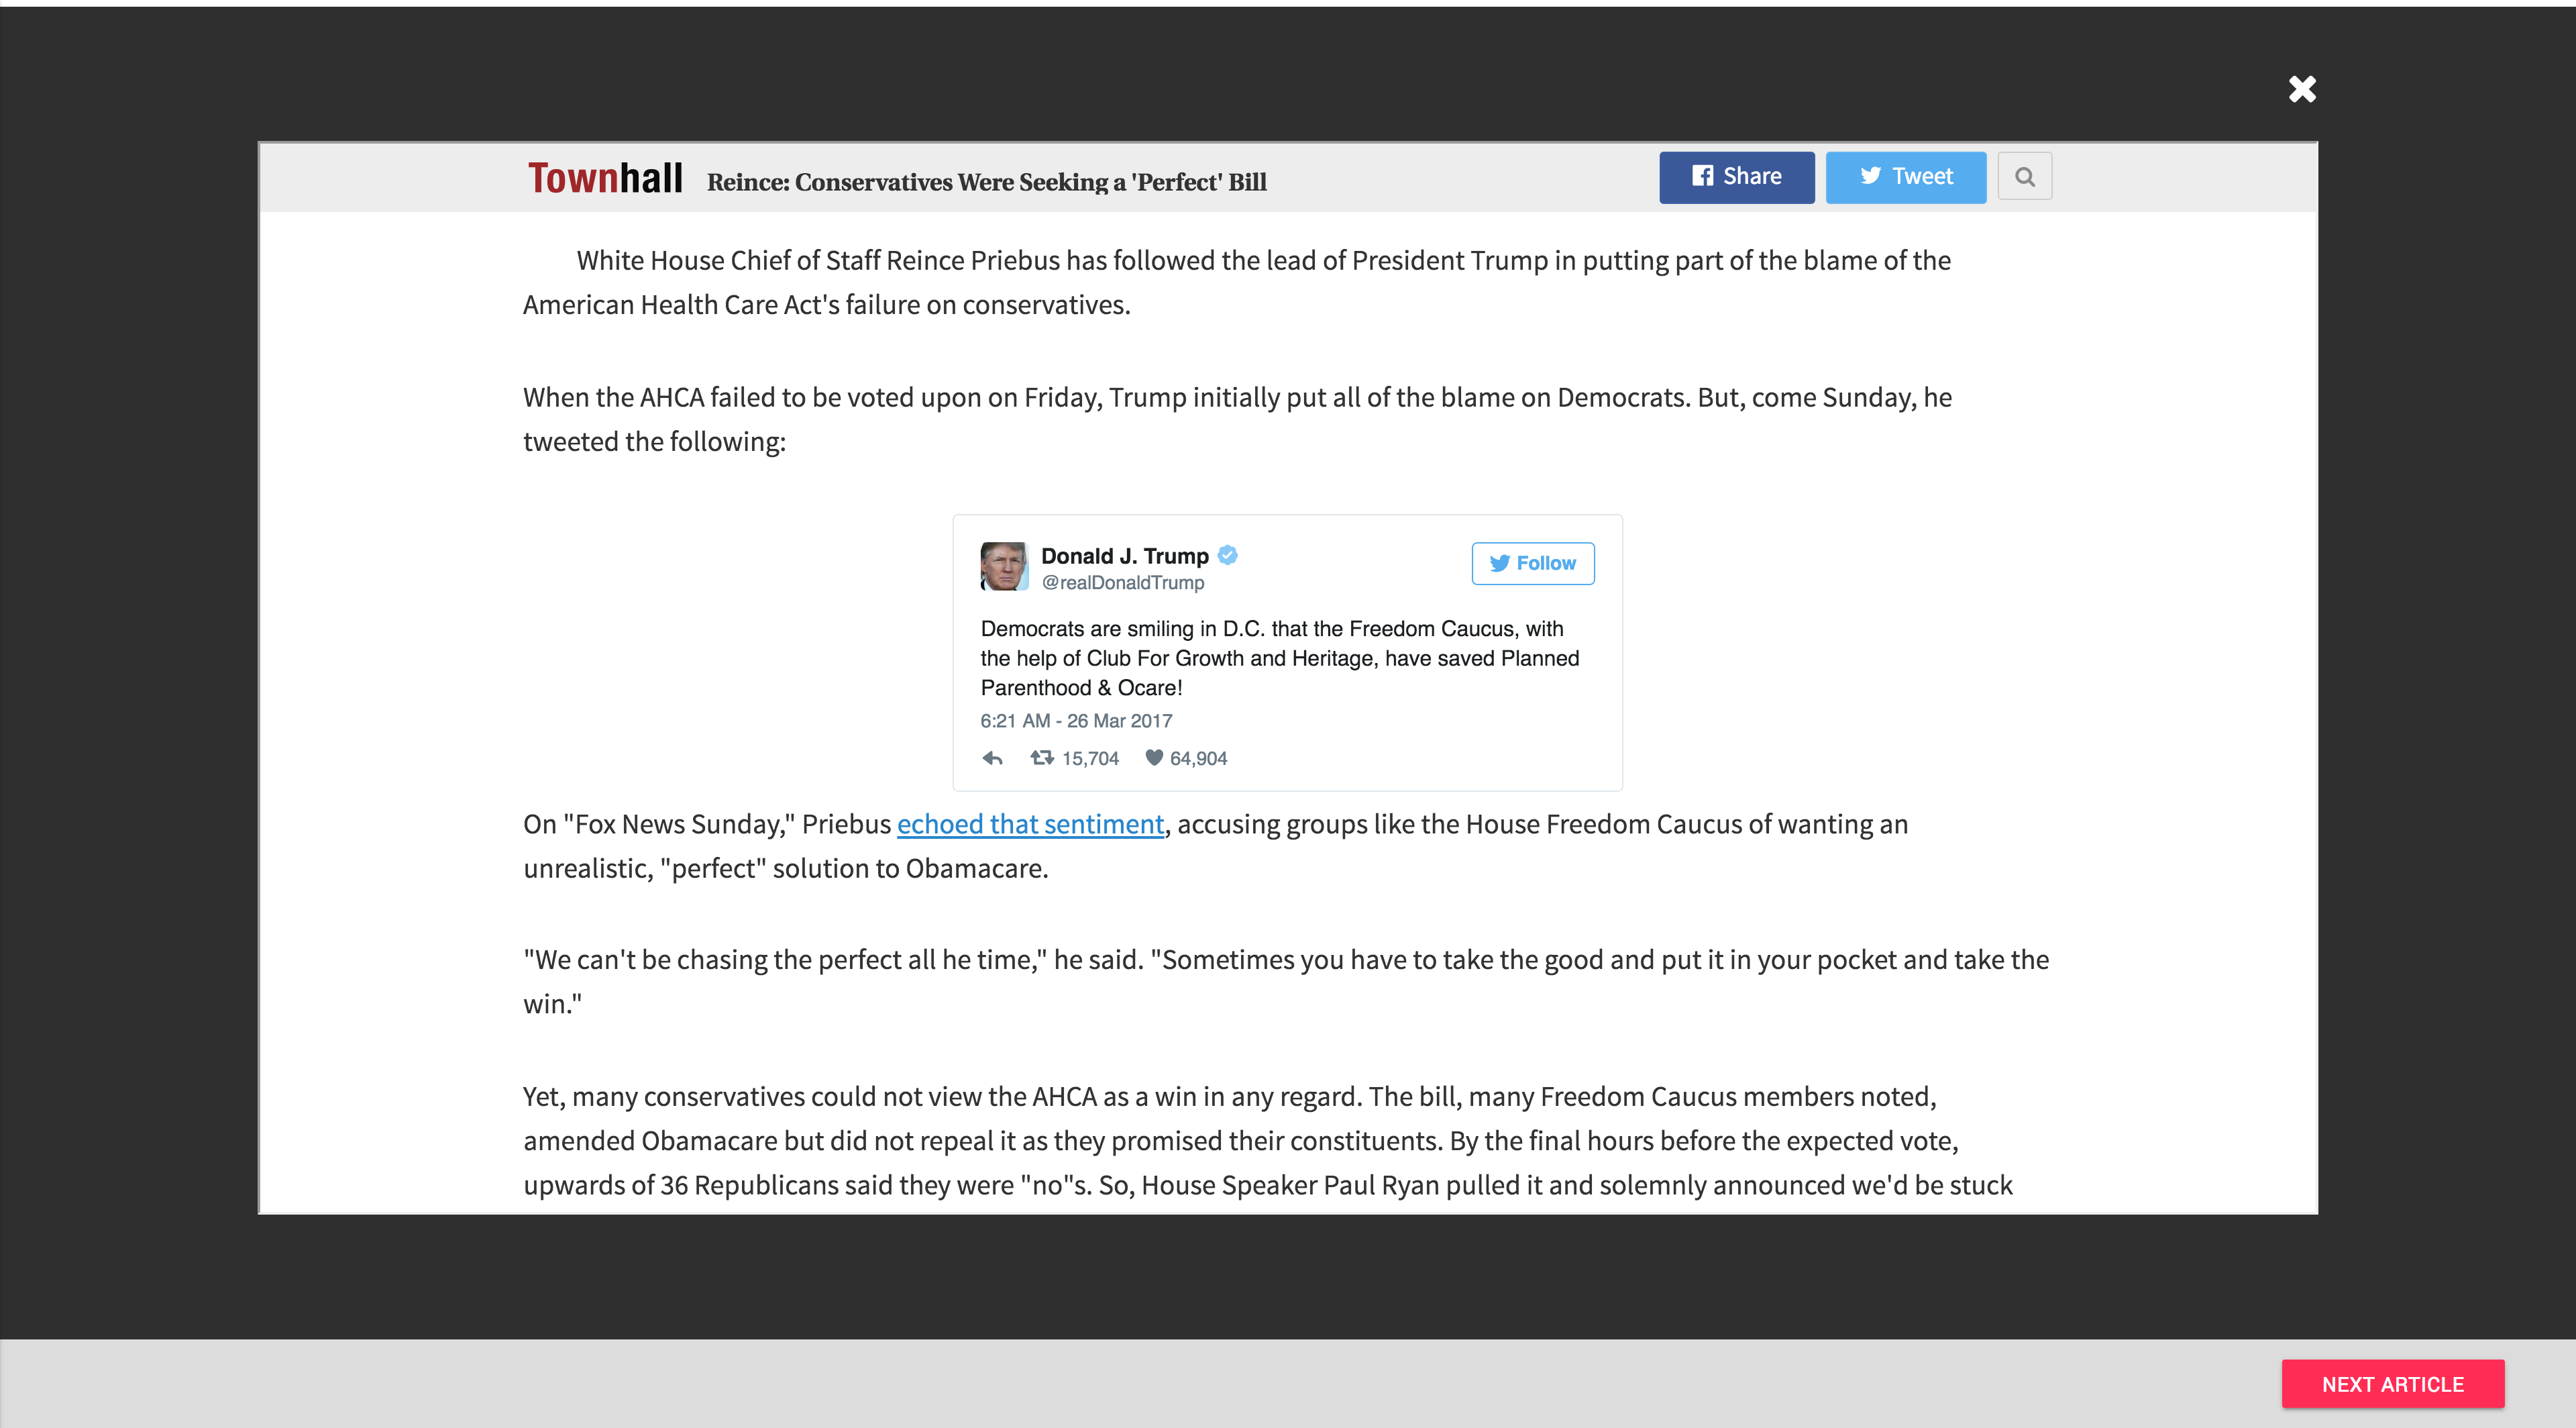 Townhall Reince: Conservatives Were Seeking a 'Perfect' Bill Share Tweet
White House Chief of Staff Reince Priebus has followed the lead of President Trump in putting part of the blame of the
American Health Care Act's failure on conservatives.
When the AHCA failed to be voted upon on Friday, Trump initially put all of the blame on Democrats. But, come Sunday, he
tweeted the following:
Donald J. Trump Follow
@realDonaldTrump
Democrats are smiling in D.C. that the Freedom Caucus, with
the help of Club For Growth and Heritage, have saved Planned
Parenthood & Ocare!
6:21 AM - 26 Mar 2017
15,704 64,904
On "Fox News Sunday," Priebus echoed that sentiment, accusing groups like the House Freedom Caucus of wanting an
unrealistic, "perfect" solution to Obamacare.
"We can't be chasing the perfect all he time," he said. "Sometimes you have to take the good and put it in your pocket and take the
win."
Yet, many conservatives could not view the AHCA as a win in any regard. The bill, many Freedom Caucus members noted,
amended Obamacare but did not repeal it as they promised their constituents. By the final hours before the expected vote,
upwards of 36 Republicans said they were "no"s. So, House Speaker Paul Ryan pulled it and solemnly announced we'd be stuck
NEXT ARTICLE